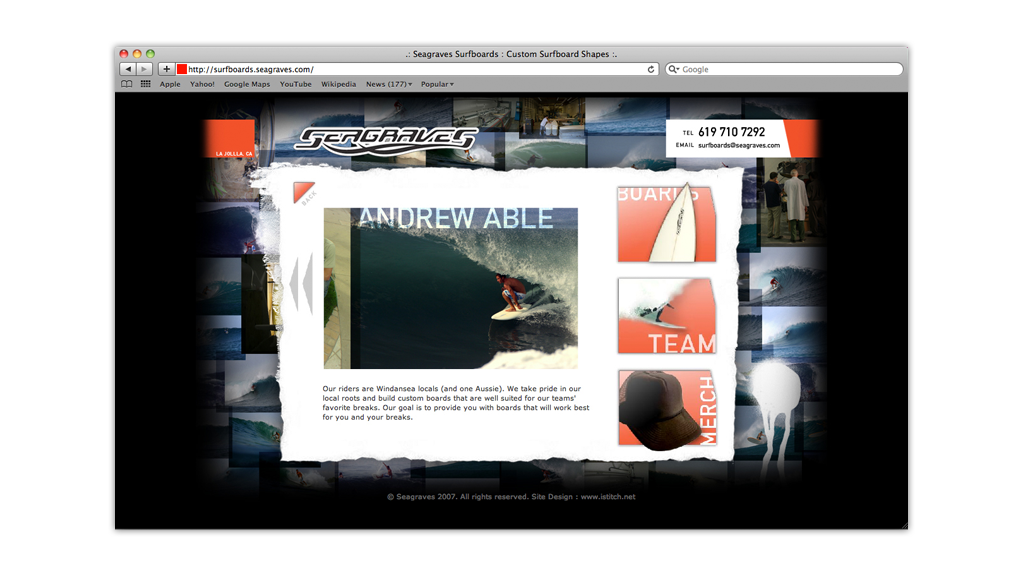 .: Seagraves Surfboards : Custom Surfboard Shapes :.
http://surfboards.seagraves.com/
Google
Apple Yahoo! Google Maps YouTube Wikipedia News (177) Popular
LA JOLLLA, CA
SEAGRAVES
TEL 619 710 7292
EMAIL surfboards@seagraves.com
BACK
ANDREW ABLE
BOARDS
TEAM
MERCH
Our riders are Windansea locals (and one Aussie). We take pride in our
local roots and build custom boards that are well suited for our teams'
favorite breaks. Our goal is to provide you with boards that will work best
for you and your breaks.
© Seagraves 2007. All rights reserved. Site Design : www.istitch.net